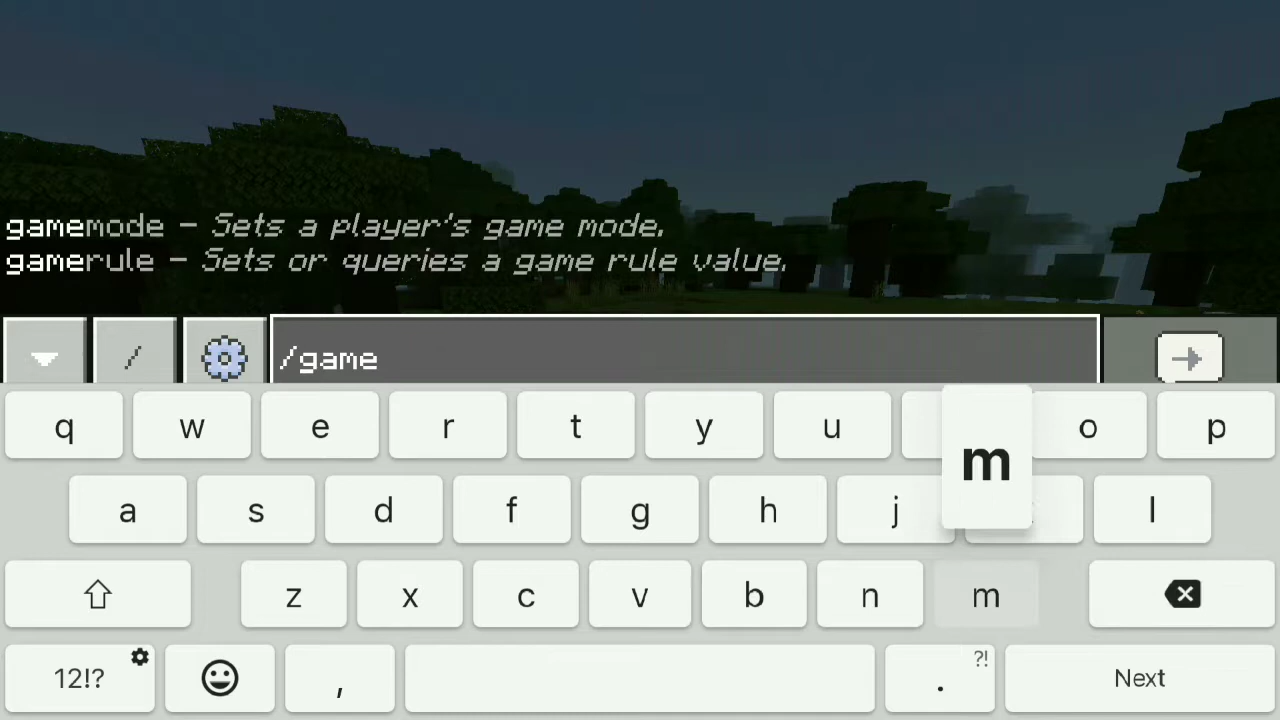 gamemode - Sets a player's game mode.
gamerule - Sets or queries a game rule value.
/ /game
q w e r t y u o p
m
a s d f g h j l
z x c v b n m
12!? , . ?! Next